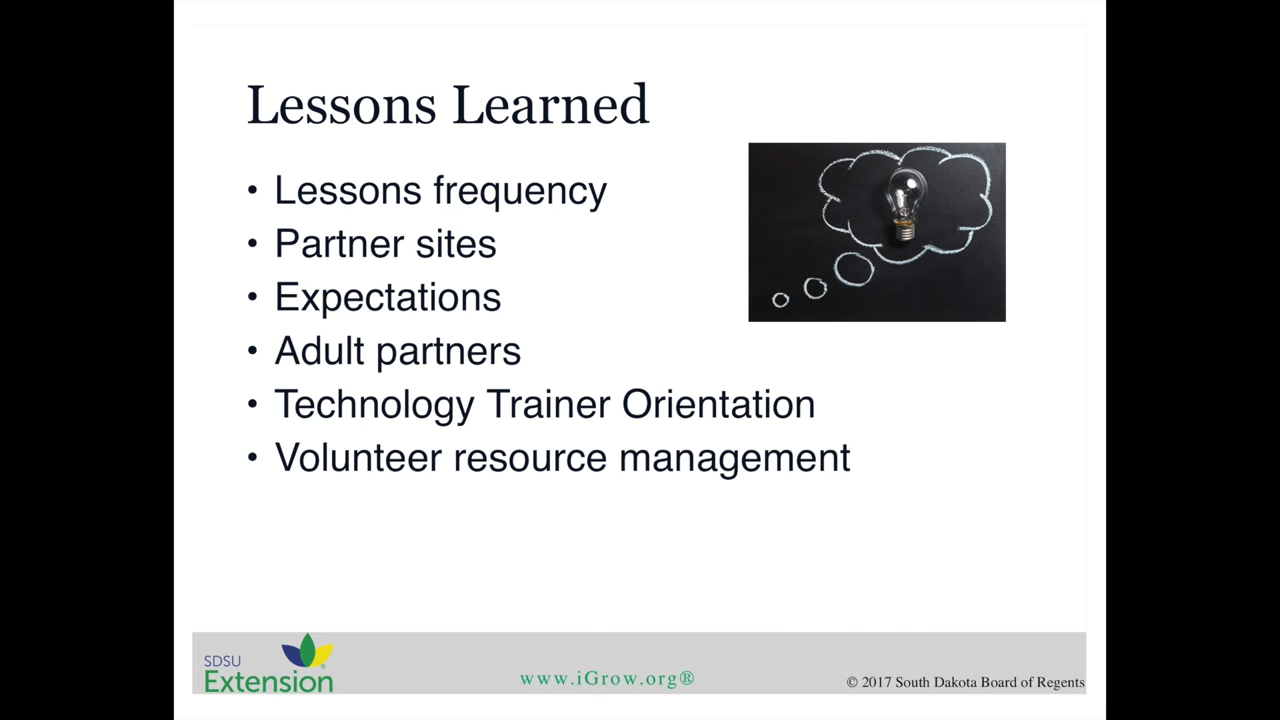 Lessons Learned
• Lessons frequency
• Partner sites
• Expectations
• Adult partners
• Technology Trainer Orientation
• Volunteer resource management
SDSU
Extension®
www.iGrow.org®
© 2017 South Dakota Board of Regents